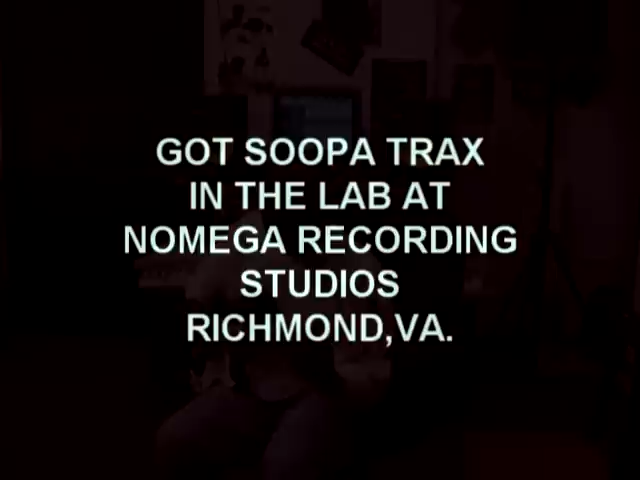 GOT SOOPA TRAX
IN THE LAB AT
NOMEGA RECORDING
STUDIOS
RICHMOND,VA.